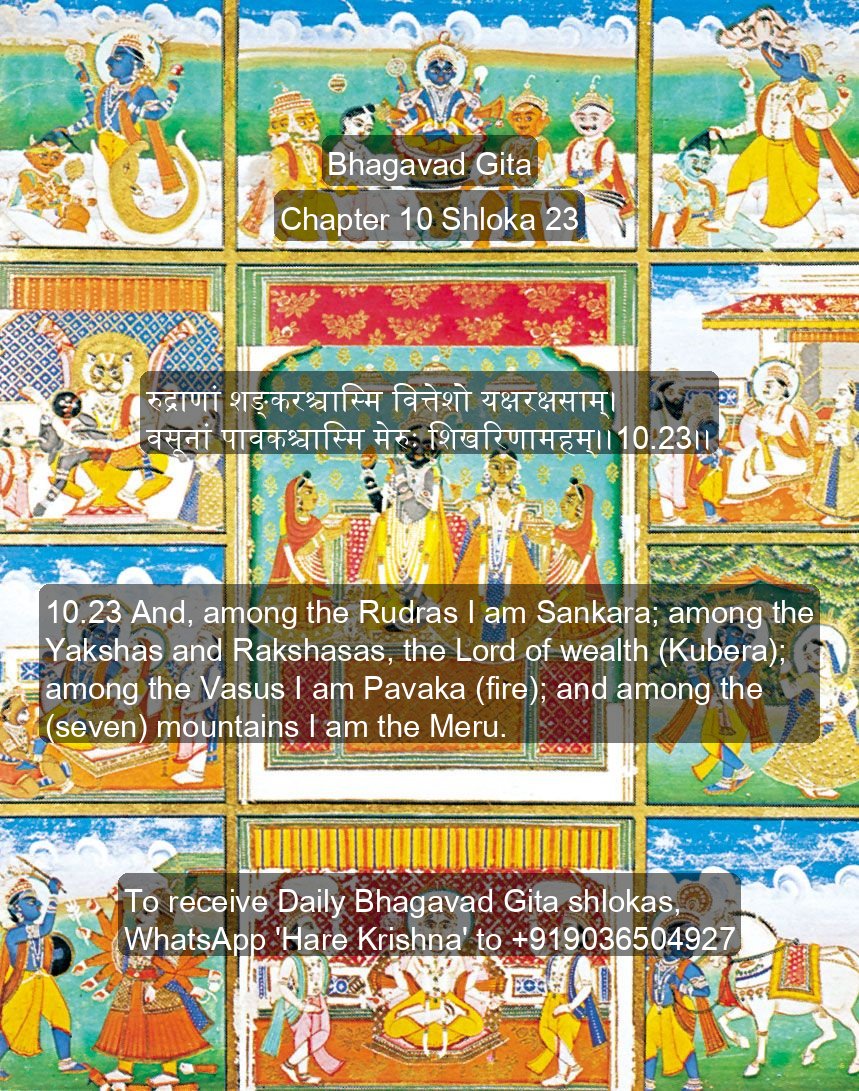 Bhagavad Gita
Chapter 10 Shloka 23
रुद्राणां शङ्करश्चास्मि वित्तेशो यक्षरक्षसाम्।
वसूनां पावकश्चास्मि मेरुः शिखरिणामहम्।।10.23।।
10.23 And, among the Rudras I am Sankara; among the
Yakshas and Rakshasas, the Lord of wealth (Kubera);
among the Vasus I am Pavaka (fire); and among the
(seven) mountains I am the Meru.
To receive Daily Bhagavad Gita shlokas,
WhatsApp 'Hare Krishna' to +919036504927